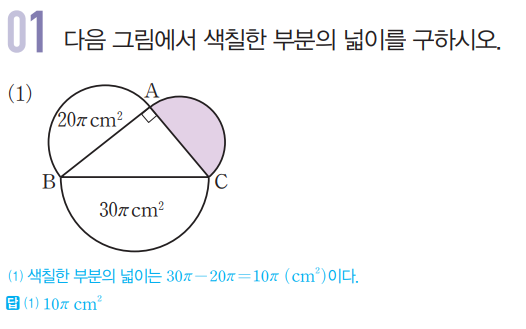 01 다음 그림에서 색칠한 부분의 넓이를 구하시오.
(1)
A
20π cm²
B
C
30π cm²
(1) 색칠한 부분의 넓이는 30π－20π＝10π (cm²)이다.
답 (1) 10π cm²